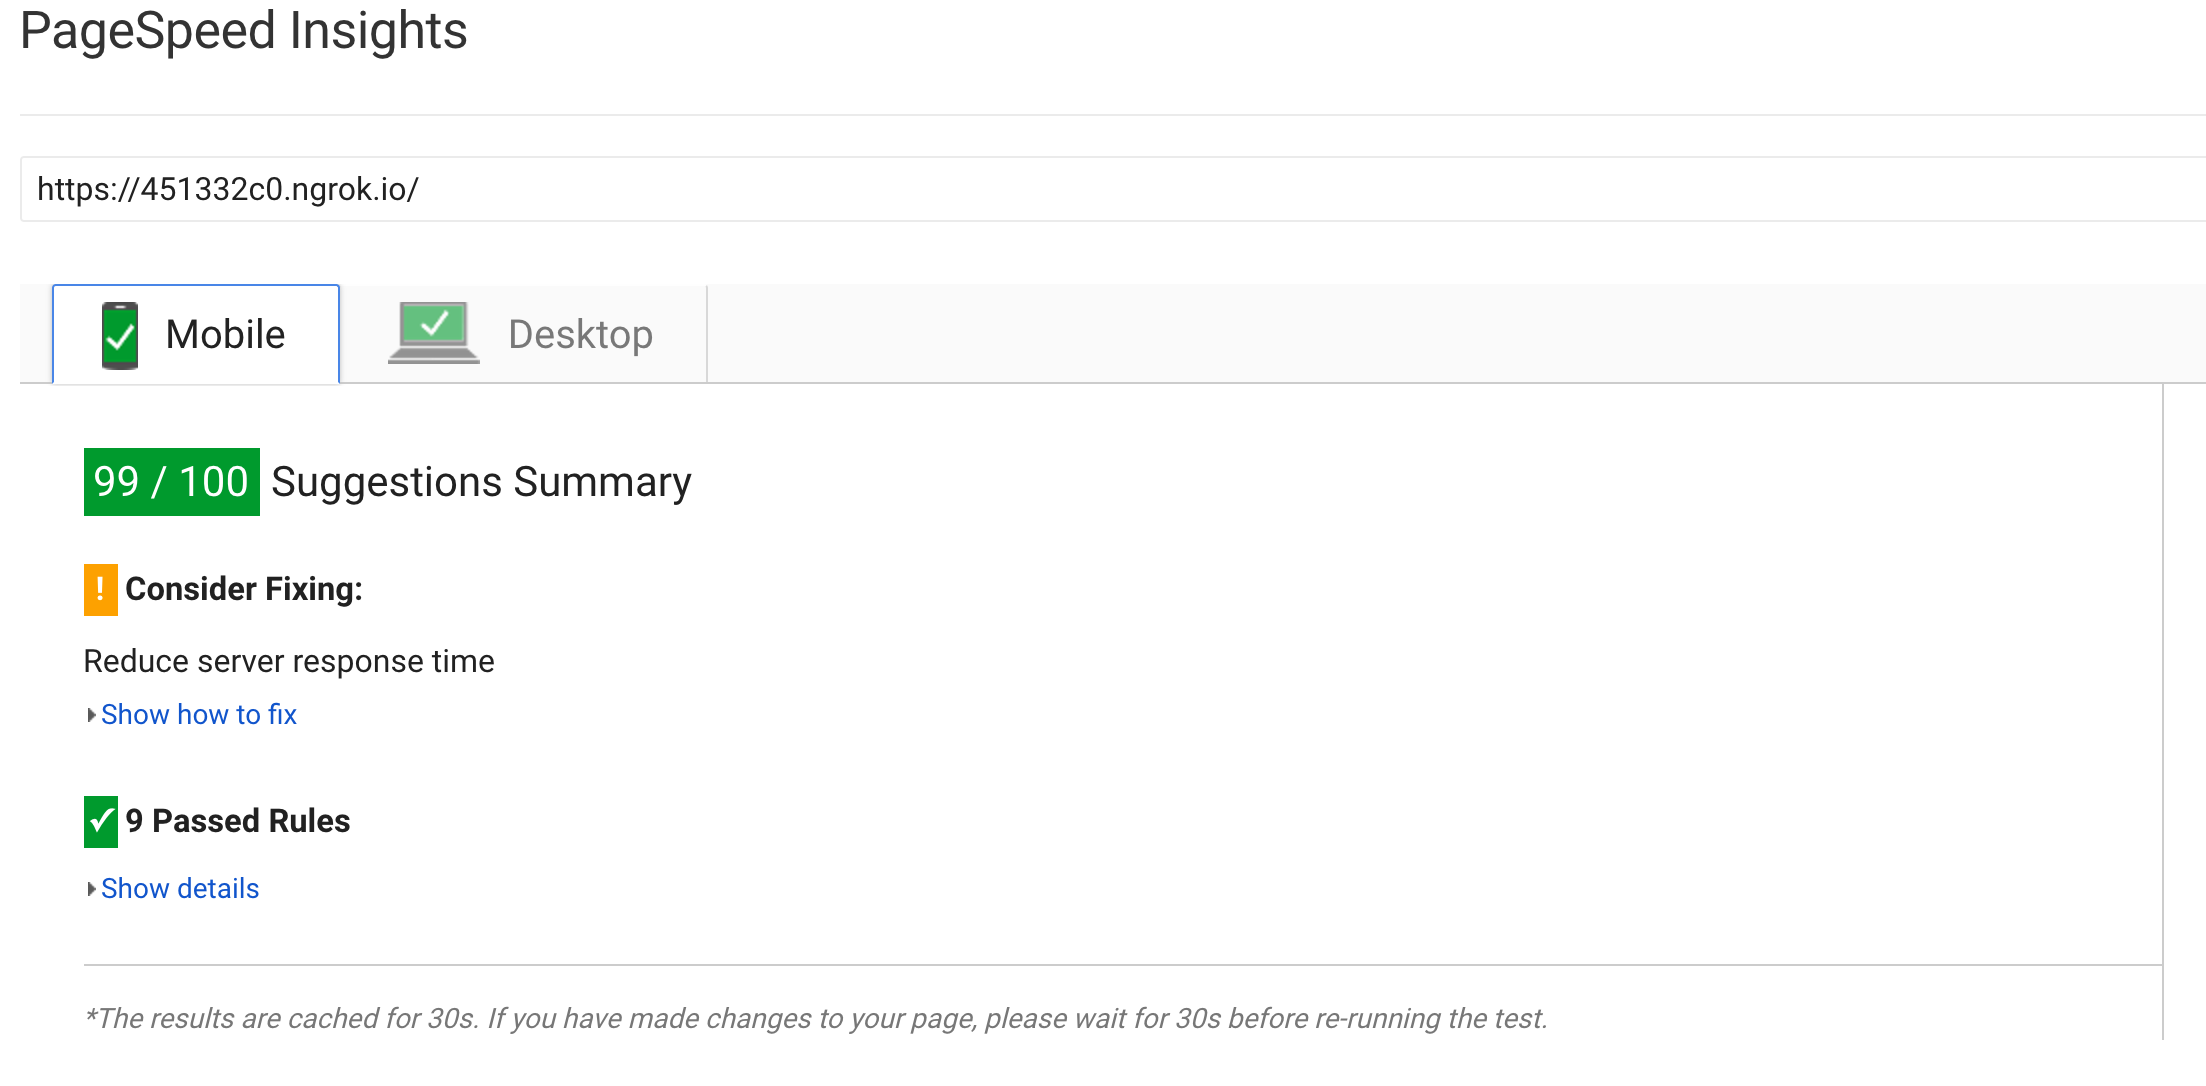 PageSpeed Insights
https://451332c0.ngrok.io/
Mobile
Desktop
99 / 100 Suggestions Summary
! Consider Fixing:
Reduce server response time
Show how to fix
9 Passed Rules
Show details
*The results are cached for 30s. If you have made changes to your page, please wait for 30s before re-running the test.